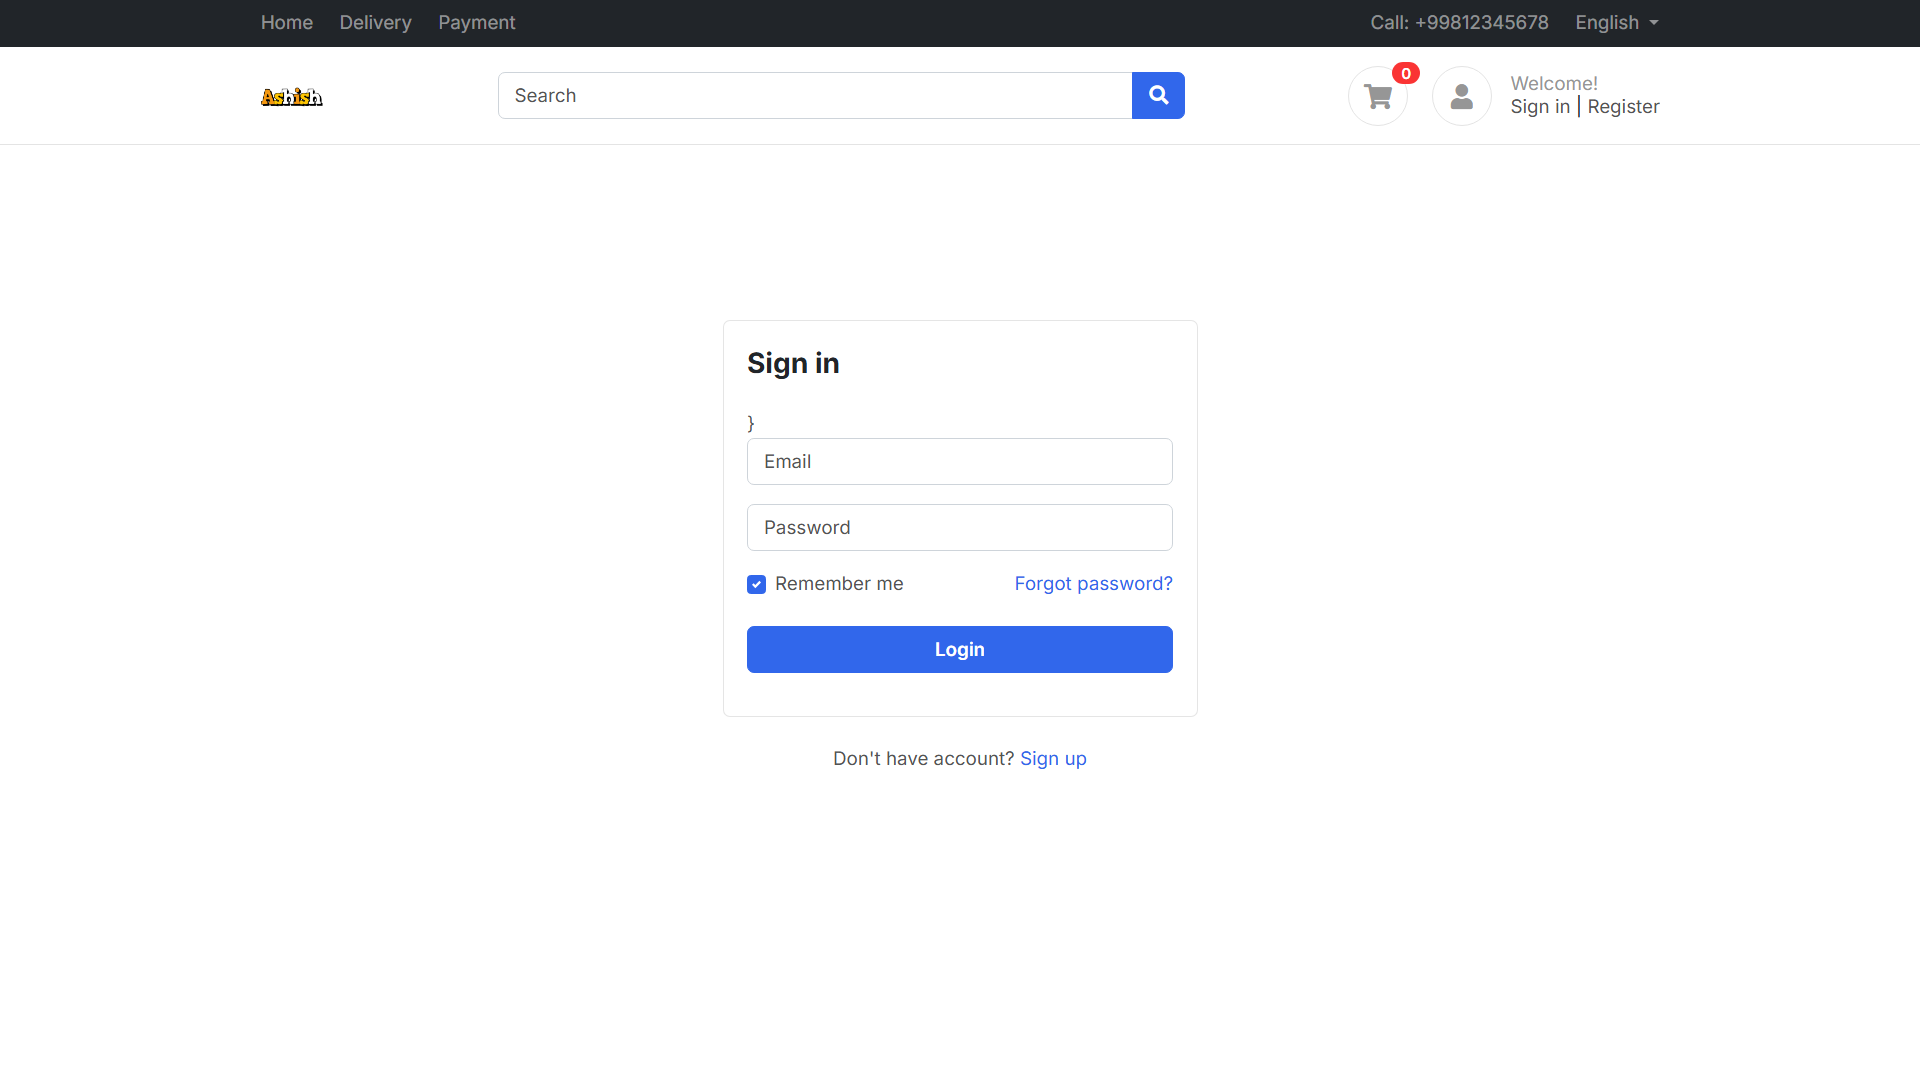 Home Delivery Payment Call: +99812345678 English
Ashish
Search
0
Welcome!
Sign in | Register
Sign in
}
Email
Password
Remember me Forgot password?
Login
Don't have account? Sign up